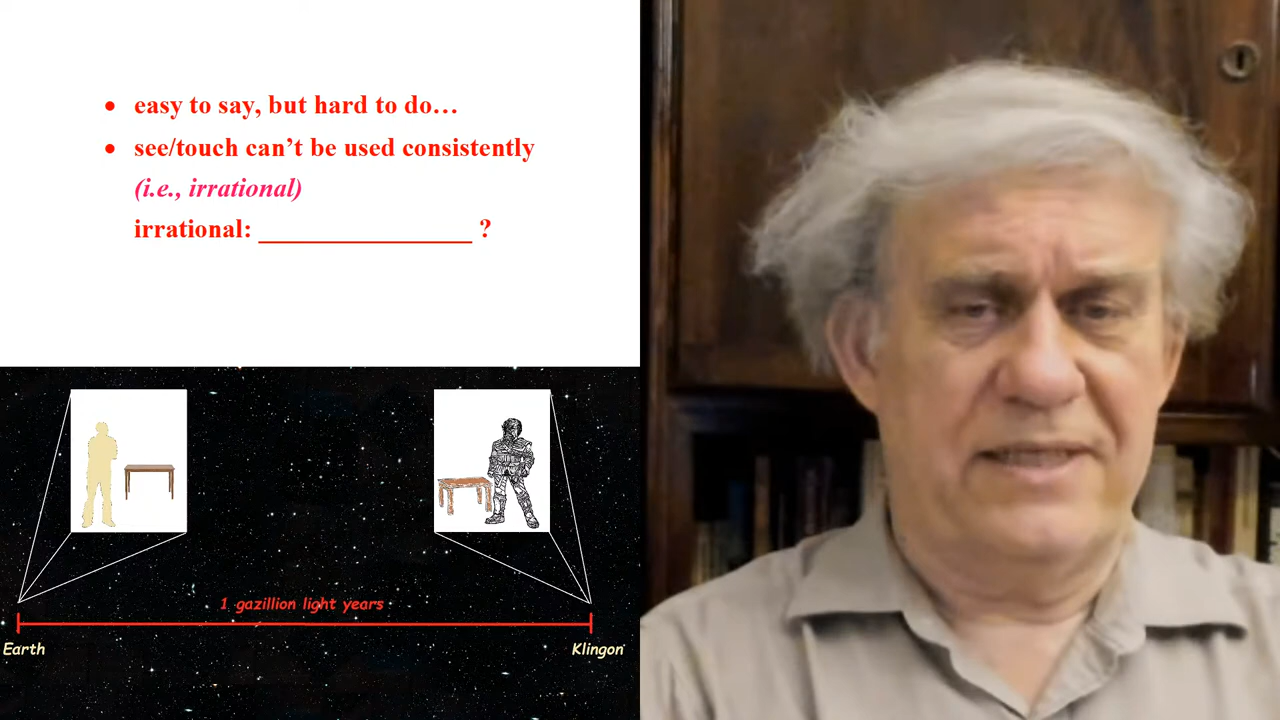 • easy to say, but hard to do…
• see/touch can’t be used consistently
(i.e., irrational)
irrational: ________________ ?
1 gazillion light years
Earth
Klingon